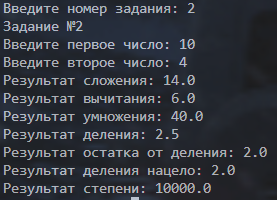 Введите номер задания: 2
Задание №2
Введите первое число: 10
Введите второе число: 4
Результат сложения: 14.0
Результат вычитания: 6.0
Результат умножения: 40.0
Результат деления: 2.5
Результат остатка от деления: 2.0
Результат деления нацело: 2.0
Результат степени: 10000.0